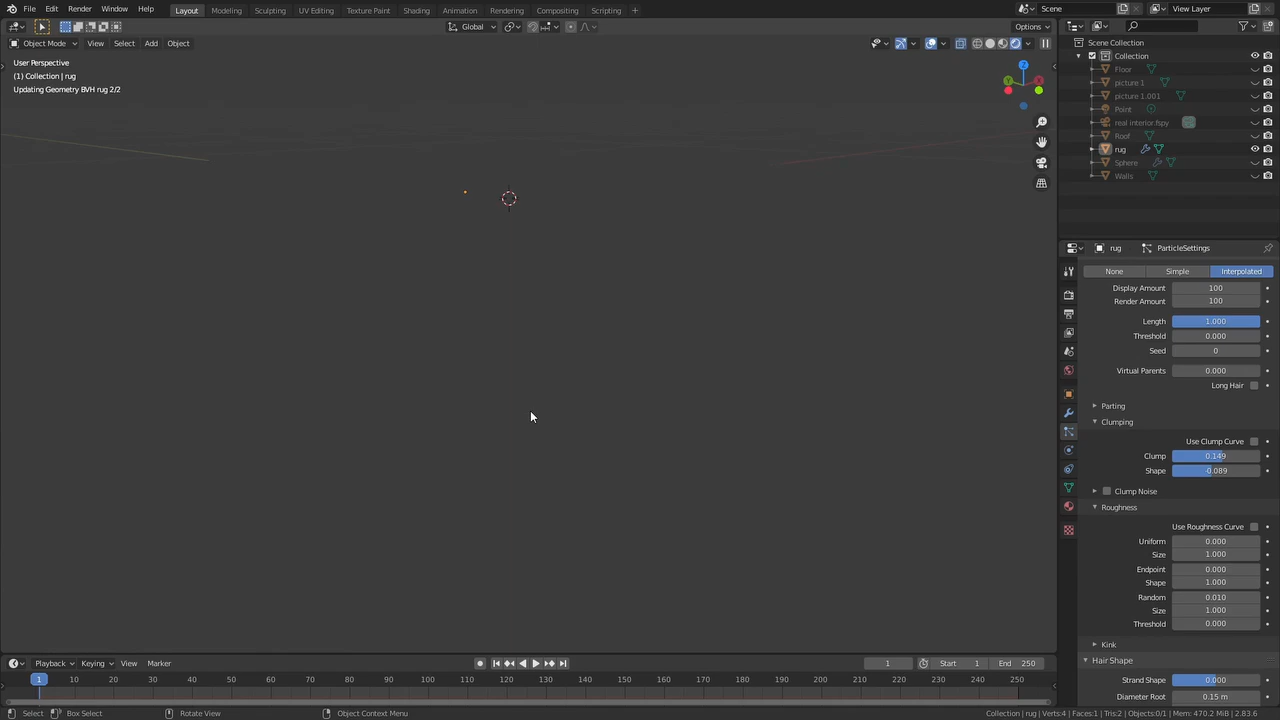 File Edit Render Window Help Layout Modeling Sculpting UV Editing Texture Paint Shading Animation Rendering Compositing Scripting + Scene View Layer
Global Options
Object Mode View Select Add Object
User Perspective
(1) Collection | rug
Updating Geometry BVH rug 2/2
Z
Y
X
Scene Collection
Collection
Floor
picture 1
picture 1.001
Point
real interior.fspy
Roof
rug
Sphere
Walls
rug ParticleSettings
None Simple Interpolated
Display Amount 100
Render Amount 100
Length 1.000
Threshold 0.000
Seed 0
Virtual Parents 0.000
Long Hair
Parting
Clumping
Use Clump Curve
Clump 0.149
Shape -0.089
Clump Noise
Roughness
Use Roughness Curve
Uniform 0.000
Size 1.000
Endpoint 0.000
Shape 1.000
Random 0.010
Size 1.000
Threshold 0.000
Kink
Hair Shape
Strand Shape 0.000
Diameter Root 0.15 m
Playback Keying View Marker 1 Start 1 End 250
1 10 20 30 40 50 60 70 80 90 100 110 120 130 140 150 160 170 180 190 200 210 220 230 240 250
Select Box Select Rotate View Object Context Menu Collection | rug | Verts:4 | Faces:1 | Tris:2 | Objects:0/1 | Mem: 470.2 MiB | 2.83.6